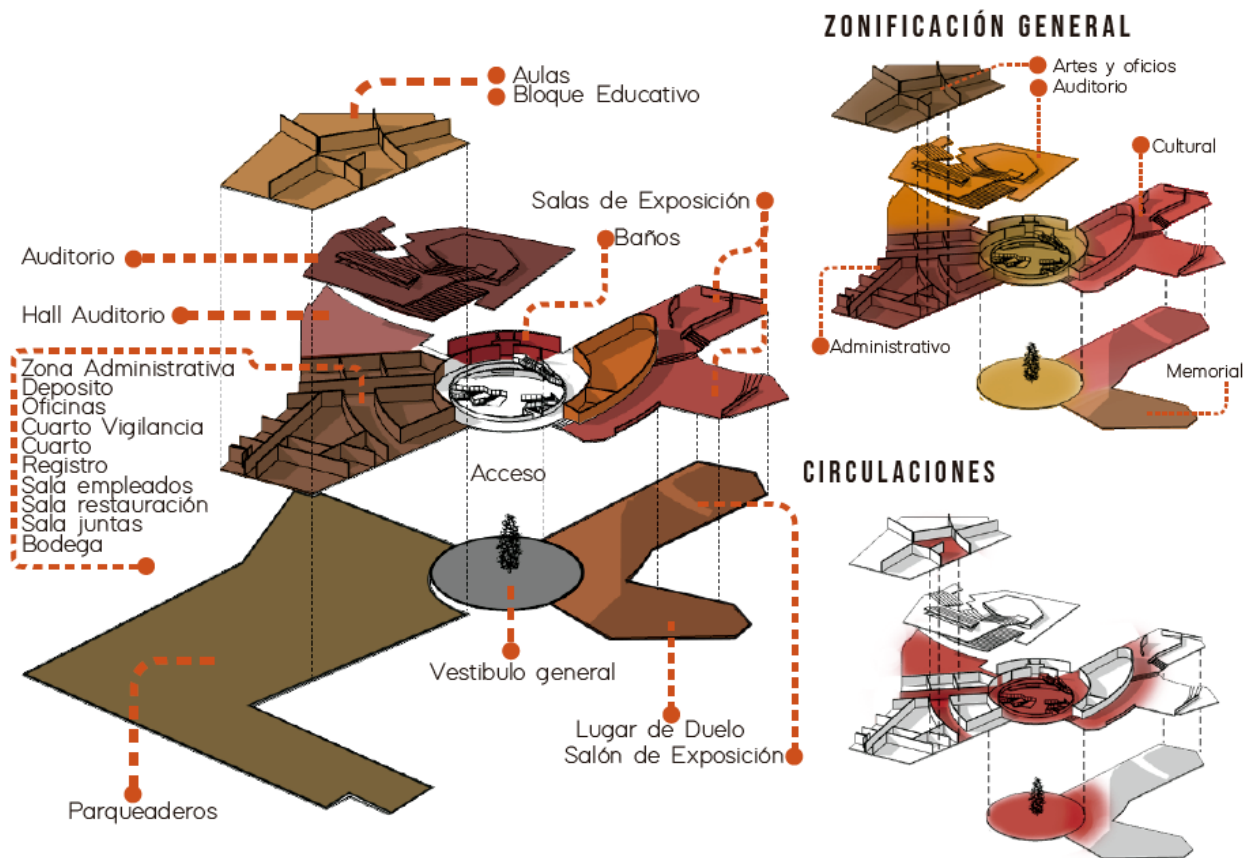 Aulas
Bloque Educativo
Salas de Exposición
Baños
Auditorio
Hall Auditorio
Zona Administrativa
Deposito
Oficinas
Cuarto Vigilancia
Cuarto
Registro
Sala empleados
Sala restauración
Sala juntas
Bodega
Acceso
Vestibulo general
Lugar de Duelo
Salón de Exposición
Parqueaderos
ZONIFICACIÓN GENERAL
Artes y oficios
Auditorio
Cultural
Administrativo
Memorial
CIRCULACIONES